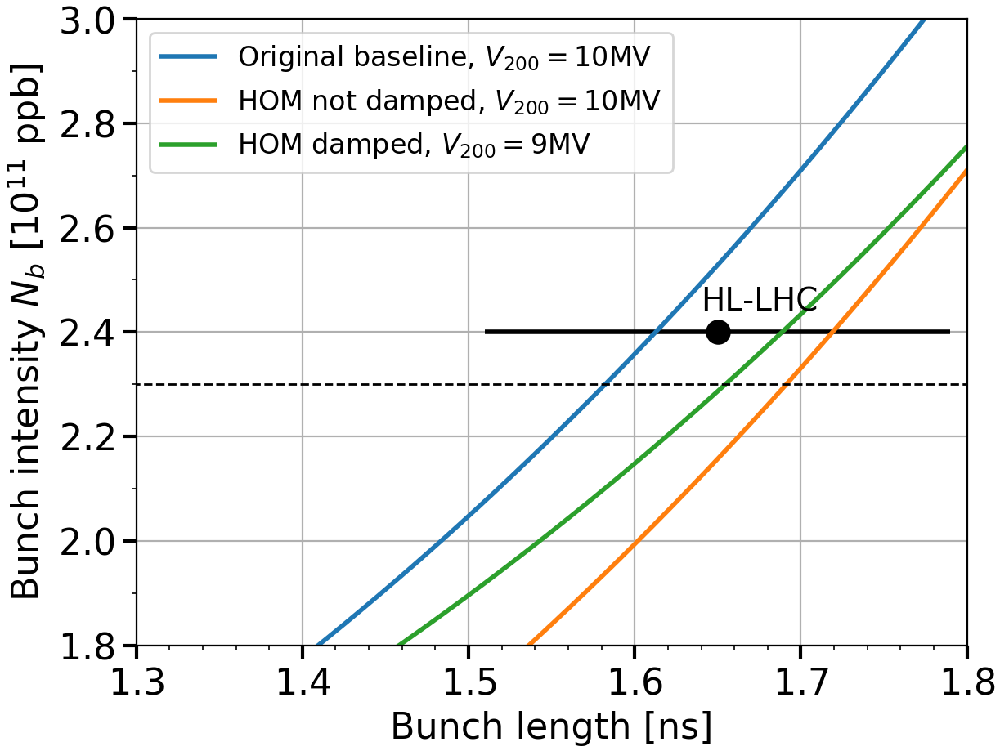 3.0
2.8
2.6
2.4
2.2
2.0
1.8
Bunch intensity N_b [10^11 ppb]
Original baseline, V_200 = 10MV
HOM not damped, V_200 = 10MV
HOM damped, V_200 = 9MV
HL-LHC
1.3 1.4 1.5 1.6 1.7 1.8
Bunch length [ns]